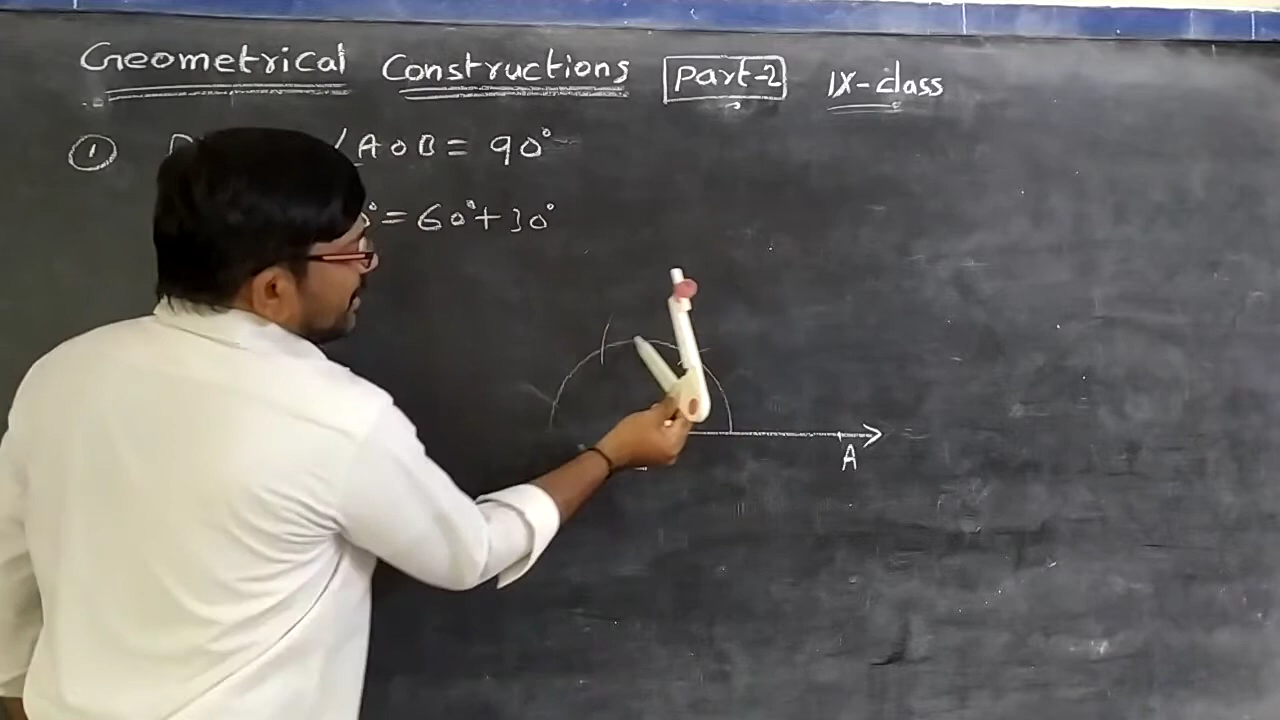 Geometrical Constructions Part-2 IX-class
① ∠AOB = 90°
= 60°+30°
A